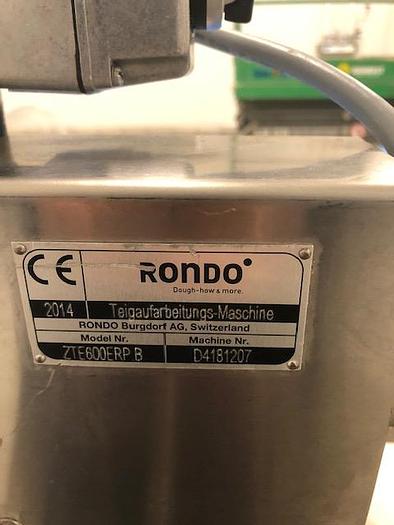 CE RONDO
Dough-how & more.
2014 Teigaufarbeitungs-Maschine
RONDO Burgdorf AG, Switzerland
Model Nr. Machine Nr.
ZTE600ERP B D4181207